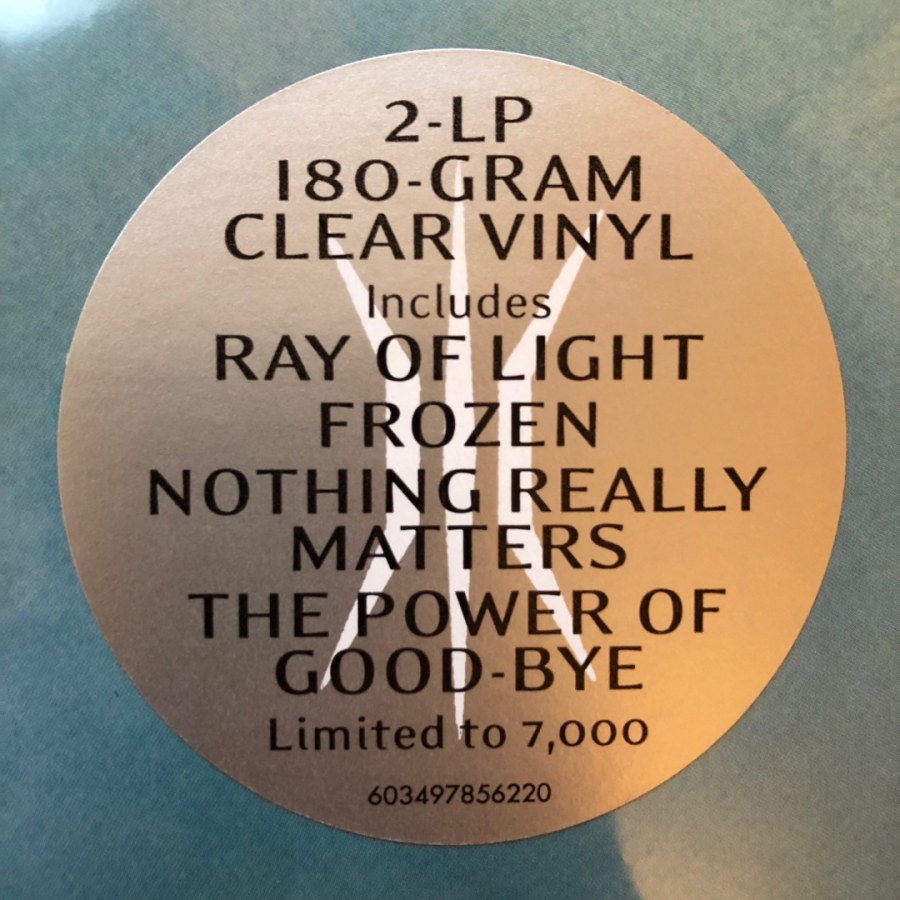 2-LP
180-GRAM
CLEAR VINYL
Includes
RAY OF LIGHT
FROZEN
NOTHING REALLY
MATTERS
THE POWER OF
GOOD-BYE
Limited to 7,000
603497856220